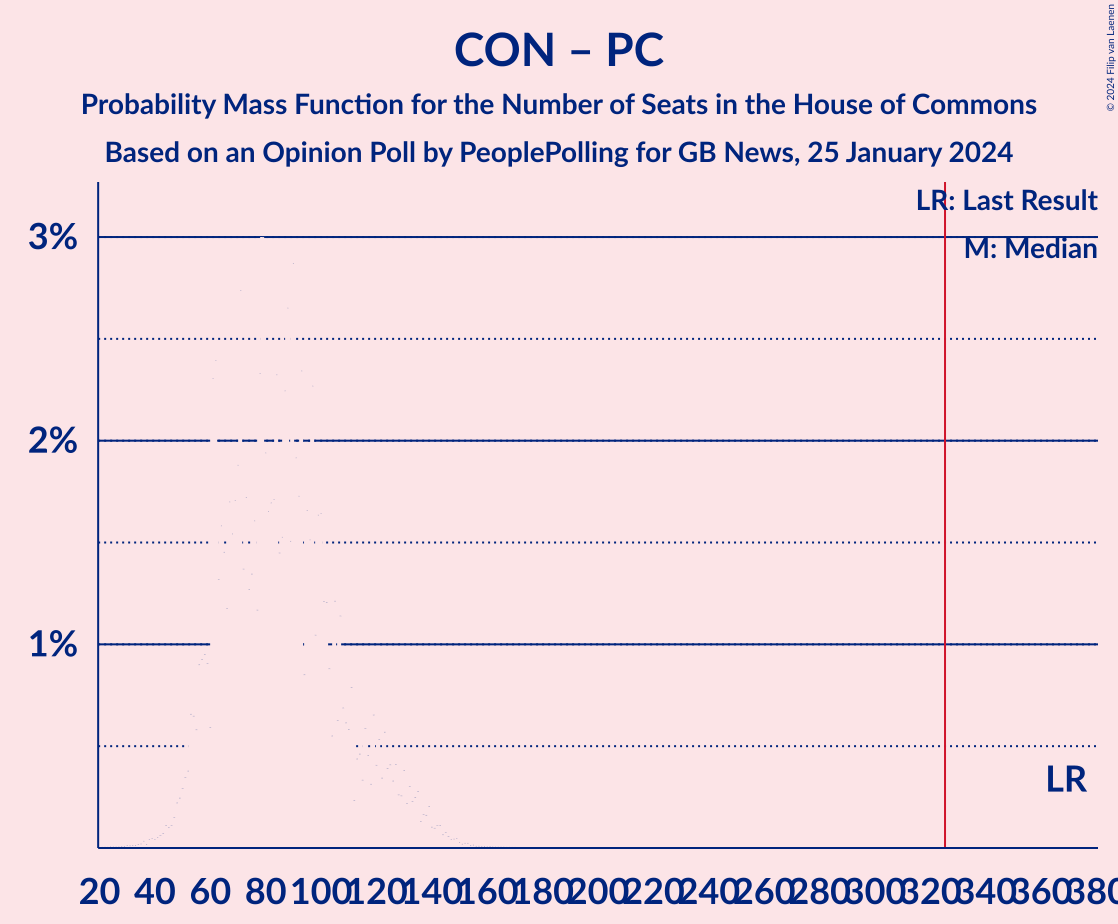 CON – PC
Probability Mass Function for the Number of Seats in the House of Commons
Based on an Opinion Poll by PeoplePolling for GB News, 25 January 2024
© 2024 Filip van Laenen
LR: Last Result
M: Median
3%
2%
1%
LR
20 40 60 80 100 120 140 160 180 200 220 240 260 280 300 320 340 360 380